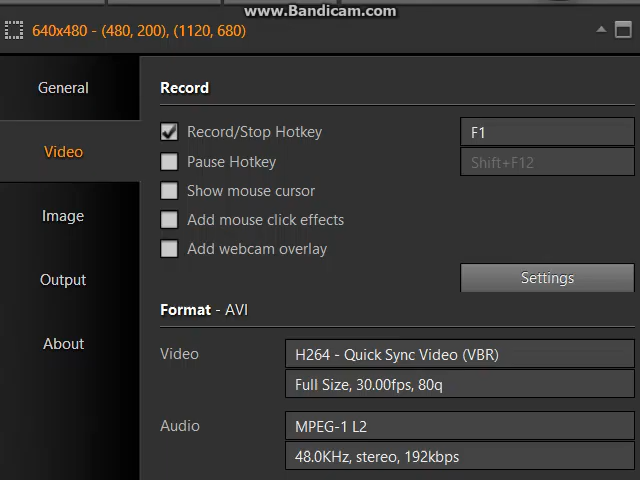 www.Bandicam.com
640x480 - (480, 200), (1120, 680)
General
Video
Image
Output
About
Record
Record/Stop Hotkey F1
Pause Hotkey Shift+F12
Show mouse cursor
Add mouse click effects
Add webcam overlay
Settings
Format - AVI
Video H264 - Quick Sync Video (VBR)
Full Size, 30.00fps, 80q
Audio MPEG-1 L2
48.0KHz, stereo, 192kbps